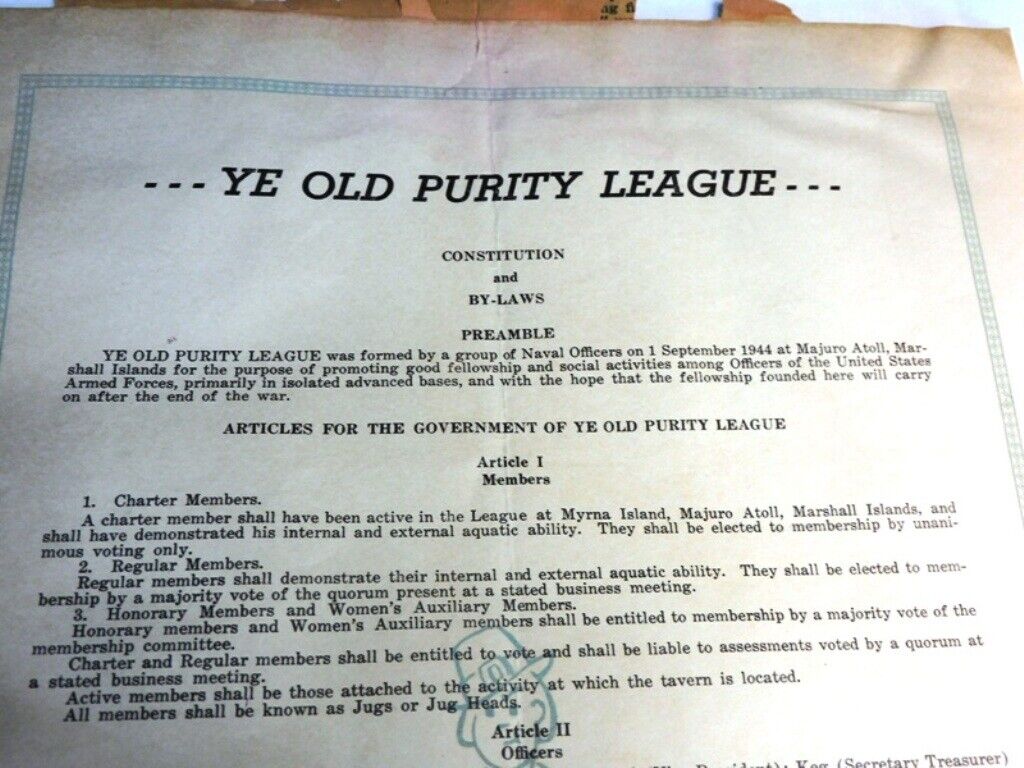 --- YE OLD PURITY LEAGUE ---
CONSTITUTION
and
BY-LAWS
PREAMBLE
YE OLD PURITY LEAGUE was formed by a group of Naval Officers on 1 September 1944 at Majuro Atoll, Mar-
shall Islands for the purpose of promoting good fellowship and social activities among Officers of the United States
Armed Forces, primarily in isolated advanced bases, and with the hope that the fellowship founded here will carry
on after the end of the war.
ARTICLES FOR THE GOVERNMENT OF YE OLD PURITY LEAGUE
Article I
Members
1. Charter Members.
A charter member shall have been active in the League at Myrna Island, Majuro Atoll, Marshall Islands, and
shall have demonstrated his internal and external aquatic ability. They shall be elected to membership by unani-
mous voting only.
2. Regular Members.
Regular members shall demonstrate their internal and external aquatic ability. They shall be elected to mem-
bership by a majority vote of the quorum present at a stated business meeting.
3. Honorary Members and Women's Auxiliary Members.
Honorary members and Women's Auxiliary members shall be entitled to membership by a majority vote of the
membership committee.
Charter and Regular members shall be entitled to vote and shall be liable to assessments voted by a quorum at
a stated business meeting.
Active members shall be those attached to the activity at which the tavern is located.
All members shall be known as Jugs or Jug Heads.
Article II
Officers
President); Keg (Secretary Treasurer)